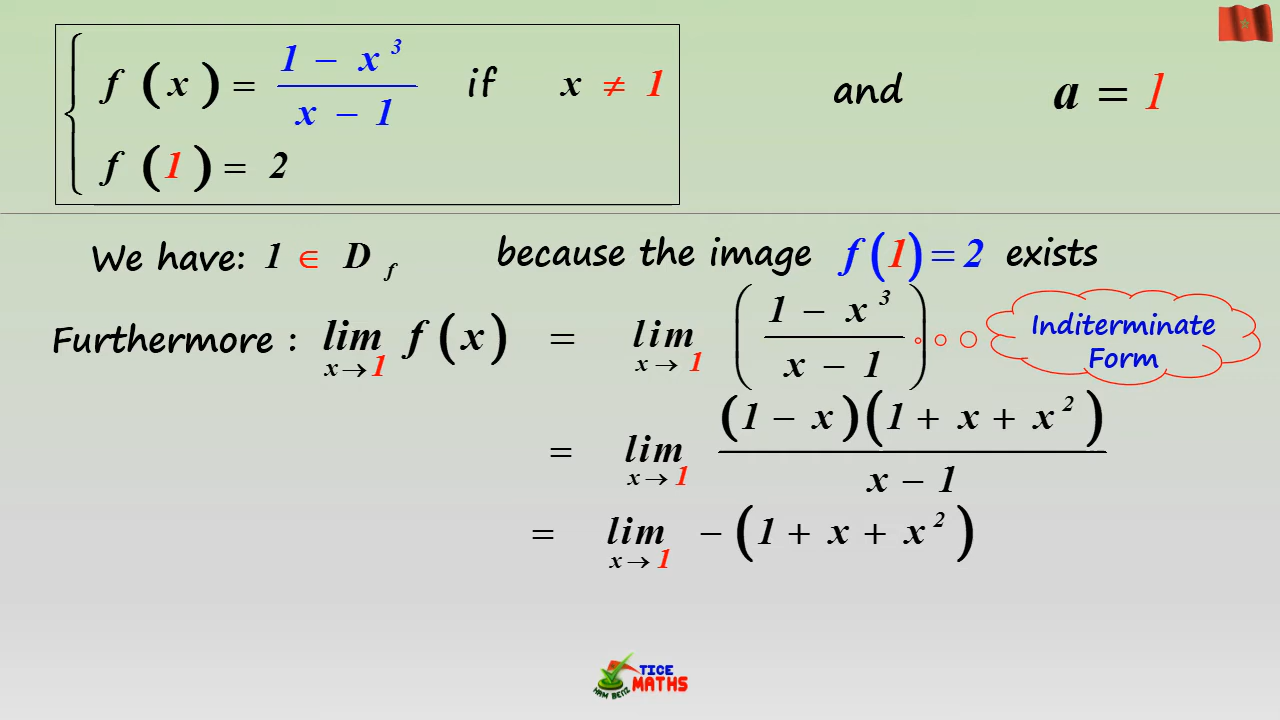 f(x) = (1 − x³)/(x − 1) if x ≠ 1 and a = 1
f(1) = 2
We have: 1 ∈ D_f because the image f(1) = 2 exists
Furthermore : lim_{x→1} f(x) = lim_{x→1} ((1 − x³)/(x − 1)) Inditerminate Form
= lim_{x→1} ((1 − x)(1 + x + x²))/(x − 1)
= lim_{x→1} −(1 + x + x²)
TICE
MATHS
HAM BENZ